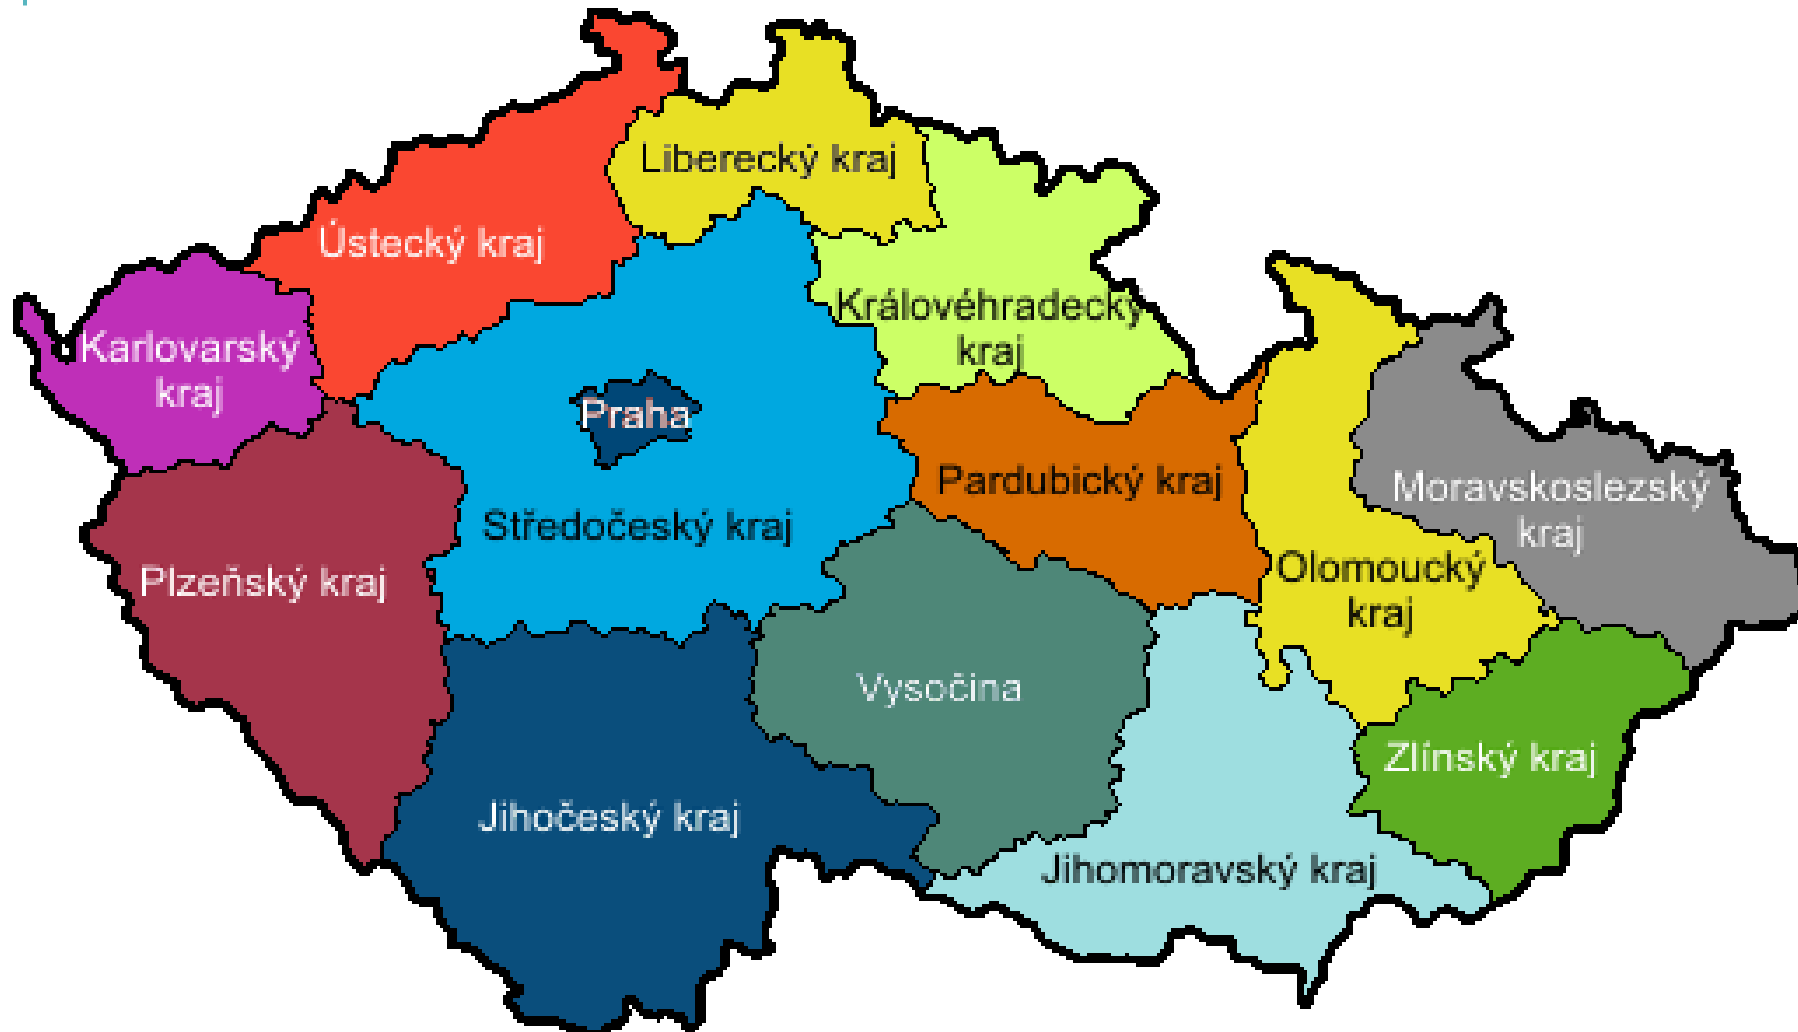 Liberecký kraj
Ústecký kraj
Královéhradecký
kraj
Karlovarský
kraj
Praha
Pardubický kraj
Moravskoslezský
kraj
Středočeský kraj
Olomoucký
kraj
Plzeňský kraj
Vysočina
Zlínský kraj
Jihočeský kraj
Jihomoravský kraj